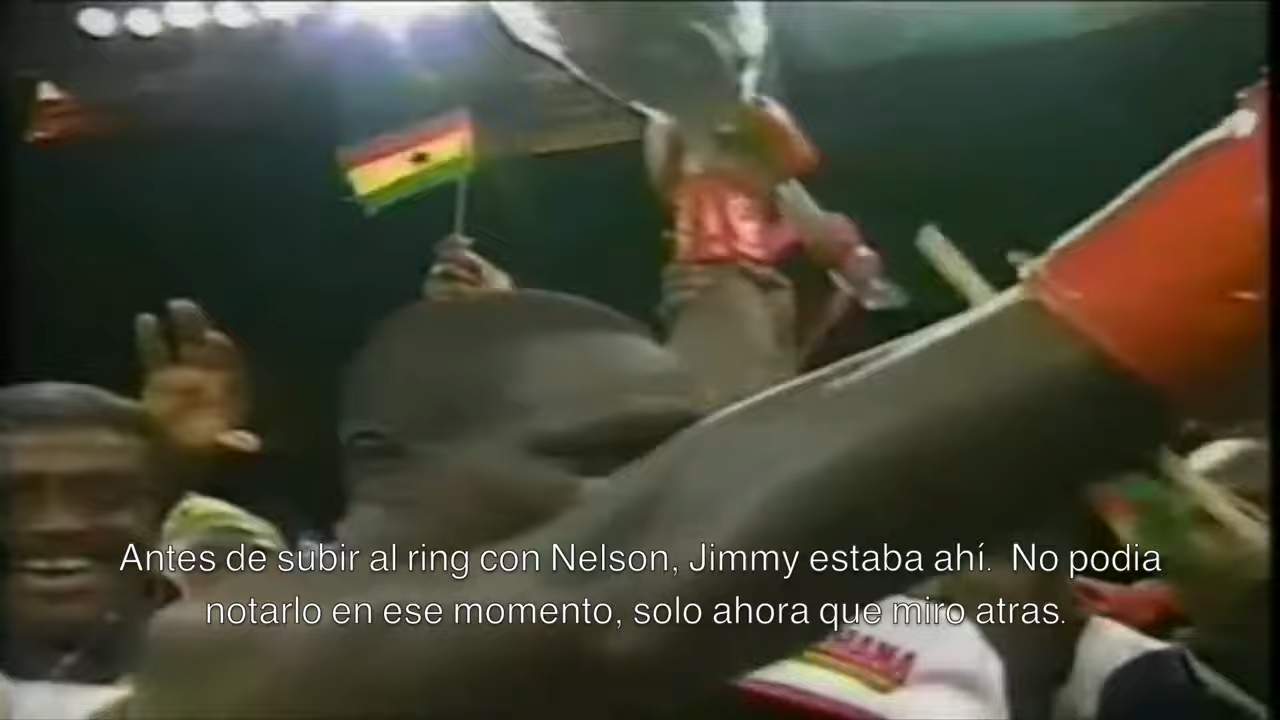 Antes de subir al ring con Nelson, Jimmy estaba ahí.  No podia
notarlo en ese momento, solo ahora que miro atras.
GHANA